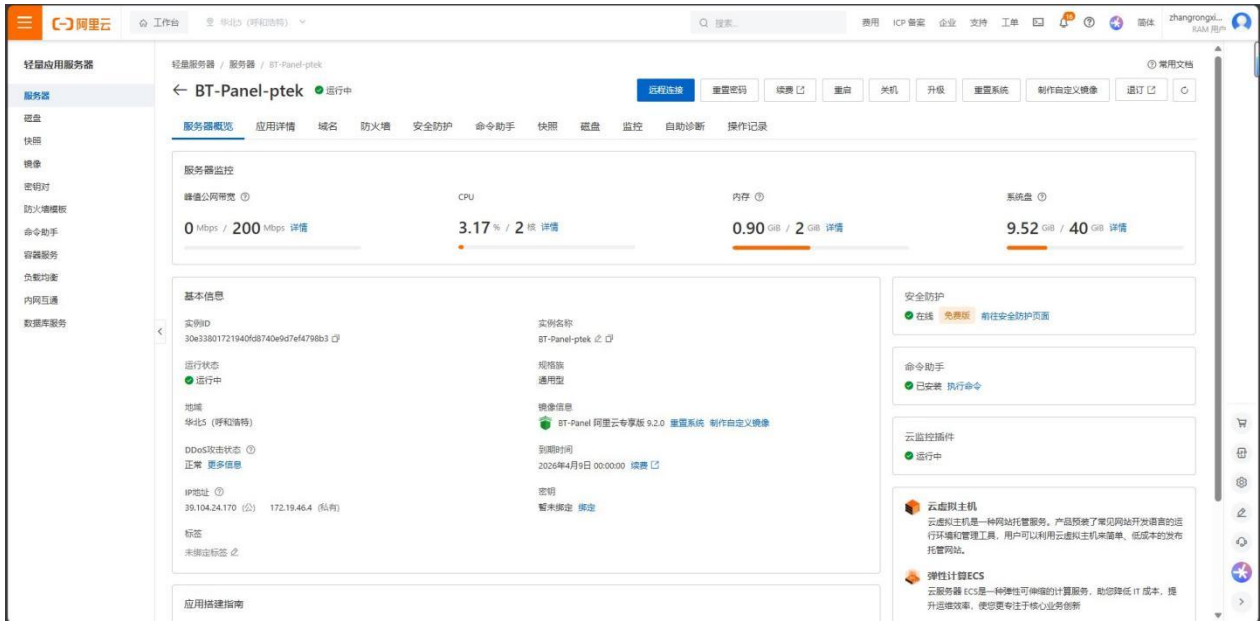 阿里云 工作台 华北5 (呼和浩特) 搜索... 费用 ICP 备案 企业 支持 工单 简体 zhangrongxi...
RAM 用户
轻量应用服务器
服务器
磁盘
快照
镜像
密钥对
防火墙模板
命令助手
容器服务
负载均衡
内网互通
数据库服务
轻量服务器 / 服务器 / BT-Panel-ptek 常用文档
← BT-Panel-ptek 运行中 远程连接 重置密码 续费 重启 关机 升级 重置系统 制作自定义镜像 退订
服务器概览 应用详情 域名 防火墙 安全防护 命令助手 快照 磁盘 监控 自助诊断 操作记录
服务器监控
峰值公网带宽 CPU 内存 系统盘
0 Mbps / 200 Mbps 详情 3.17 % / 2 核 详情 0.90 GiB / 2 GiB 详情 9.52 GiB / 40 GiB 详情
基本信息
实例ID 实例名称
30e33801721940fd8740e9d7ef4798b3 BT-Panel-ptek
运行状态 规格族
运行中 通用型
地域 镜像信息
华北5 (呼和浩特) BT-Panel 阿里云专享版 9.2.0 重置系统 制作自定义镜像
DDoS攻击状态 到期时间
正常 更多信息 2026年4月9日 00:00:00 续费
IP地址 密钥
39.104.24.170 (公) 172.19.46.4 (私有) 暂未绑定 绑定
标签
未绑定标签
应用搭建指南
安全防护
在线 免费版 前往安全防护页面
命令助手
已安装 执行命令
云监控插件
运行中
云虚拟主机
云虚拟主机是一种网站托管服务。产品预装了常见网站开发语言的运
行环境和管理工具，用户可以利用云虚拟主机来简单、低成本的发布
托管网站。
弹性计算ECS
云服务器 ECS是一种弹性可伸缩的计算服务，助您降低 IT 成本，提
升运维效率，使您更专注于核心业务创新